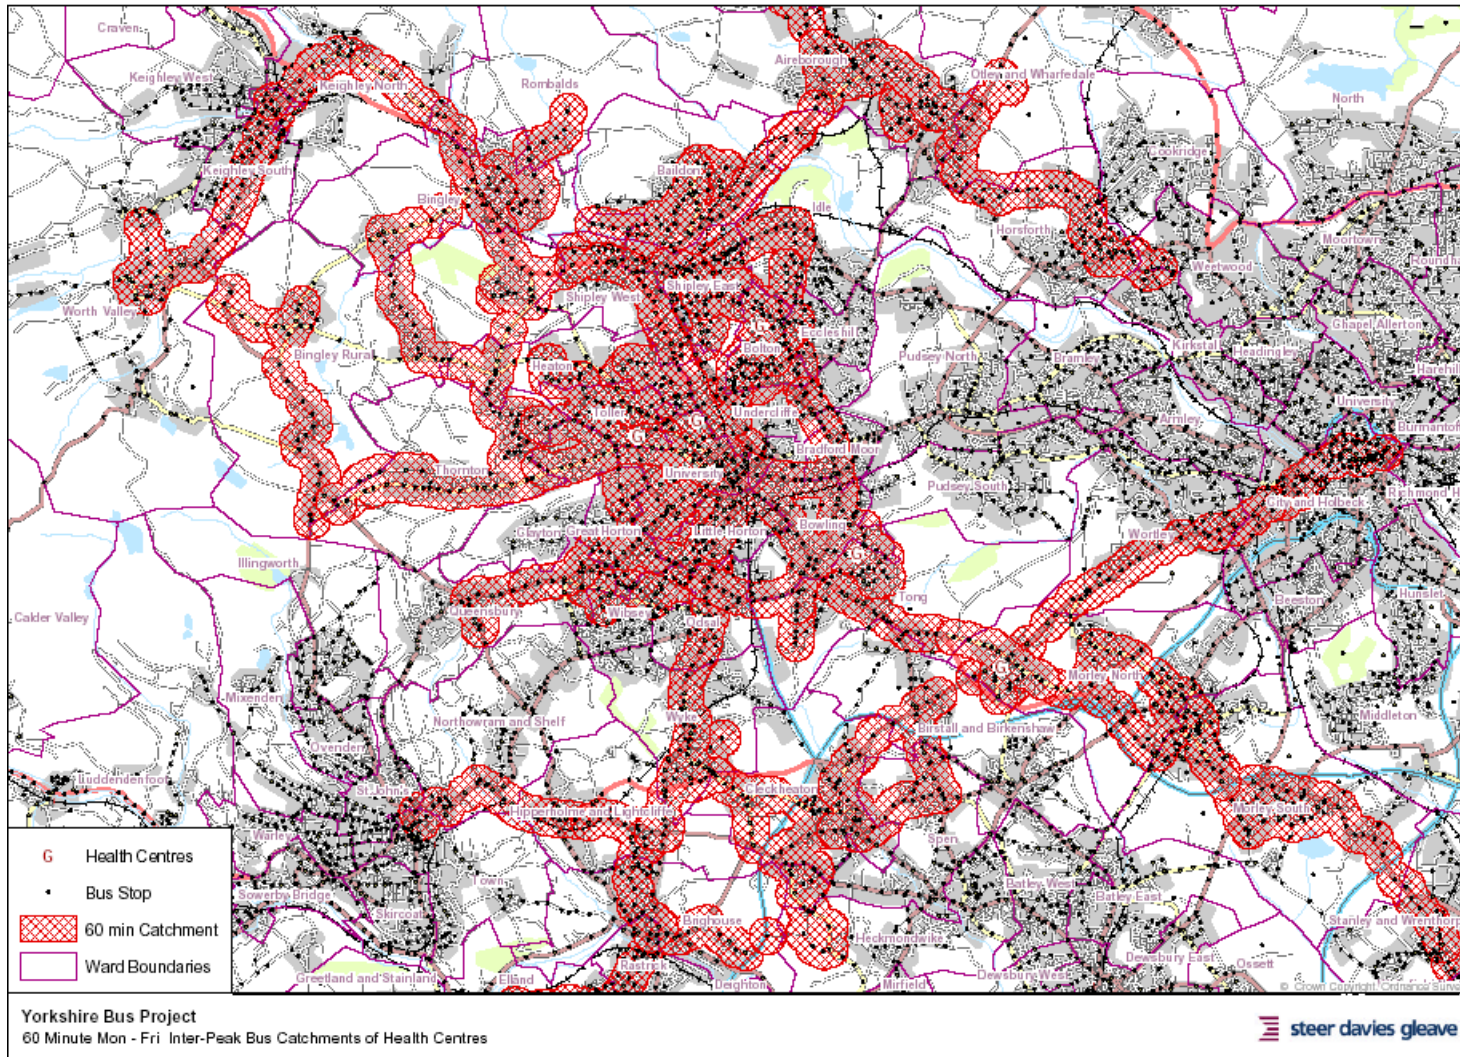 Craven
Aireborough
Otley and Wharfedale
Keighley West
Keighley North
Rombalds
North
Cookridge
Keighley South
Baildon
Bingley
Idle
Horsforth
Moortown
Weetwood
Shipley East
Shipley West
Worth Valley
Eccleshill
Chapel Allerton
G
Bolton
Kirkstall
Bingley Rural
Pudsey North
Bramley
Headingley
Heaton
University
Toller
Undercliffe
Armley
G
G
Bradford Moor
Thornton
University
Pudsey South
City and Holbeck
Bowling
Clayton
Great Horton
Little Horton
Wortley
G
Illingworth
Tong
Beeston
Hunslet
Queensbury
Wibsey
Odsal
Calder Valley
G
Morley North
Mixenden
Wyke
Middleton
Northowram and Shelf
Birstall and Birkenshaw
Ovenden
Luddendenfoot
St John's
Cleckheaton
Hipperholme and Lightcliffe
Morley South
Warley
Spen
Town
Batley West
Sowerby Bridge
Batley East
Skircoat
Brighouse
Stanley and Wrenthorp
Heckmondwike
Dewsbury East
Ossett
Rastrick
Greetland and Stainland
Elland
Deighton
Mirfield
Dewsbury West
G Health Centres
Bus Stop
60 min Catchment
Ward Boundaries
© Crown Copyright, Ordnance Surve
Yorkshire Bus Project
60 Minute Mon - Fri Inter-Peak Bus Catchments of Health Centres
steer davies gleave